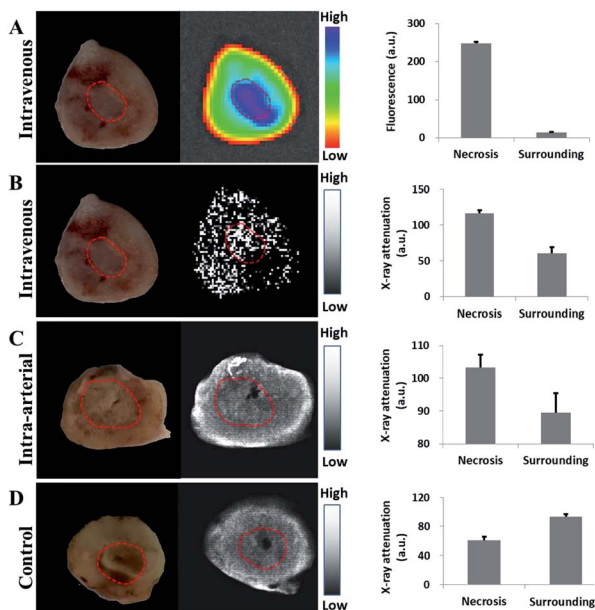 A
Intravenous
High
Low
Fluorescence (a.u.)
300
200
100
0
Necrosis
Surrounding
B
Intravenous
High
Low
X-ray attenuation
(a.u.)
150
100
50
0
Necrosis
Surrounding
C
Intra-arterial
High
Low
X-ray attenuation
(a.u.)
110
100
90
80
Necrosis
Surrounding
D
Control
High
Low
X-ray attenuation
(a.u.)
120
80
40
0
Necrosis
Surrounding